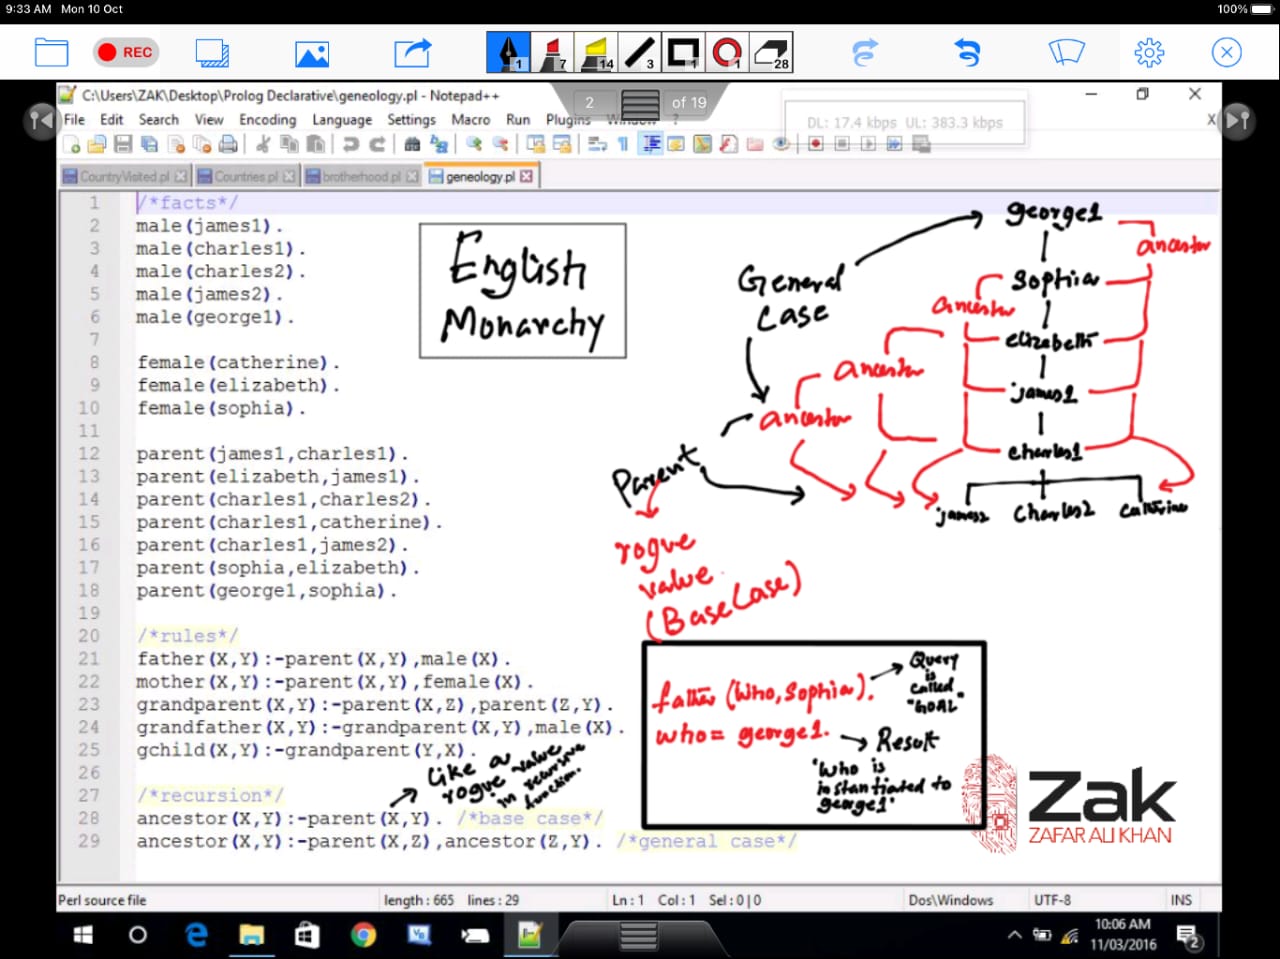 9:33 AM Mon 10 Oct
100%
REC
1 7 14 3 1 1 28
C:\Users\ZAK\Desktop\Prolog Declarative\geneology.pl - Notepad++
2 of 19
File Edit Search View Encoding Language Settings Macro Run Plugins Window ? X
DL: 17.4 kbps UL: 383.3 kbps
CountryVisited.pl Countries.pl brotherhood.pl geneology.pl
1 /*facts*/
2 male(james1).
3 male(charles1).
4 male(charles2).
5 male(james2).
6 male(george1).
7
8 female(catherine).
9 female(elizabeth).
10 female(sophia).
11
12 parent(james1,charles1).
13 parent(elizabeth,james1).
14 parent(charles1,charles2).
15 parent(charles1,catherine).
16 parent(charles1,james2).
17 parent(sophia,elizabeth).
18 parent(george1,sophia).
19
20 /*rules*/
21 father(X,Y):-parent(X,Y),male(X).
22 mother(X,Y):-parent(X,Y),female(X).
23 grandparent(X,Y):-parent(X,Z),parent(Z,Y).
24 grandfather(X,Y):-grandparent(X,Y),male(X).
25 gchild(X,Y):-grandparent(Y,X).
26
27 /*recursion*/
28 ancestor(X,Y):-parent(X,Y). /*base case*/
29 ancestor(X,Y):-parent(X,Z),ancestor(Z,Y). /*general case*/
English
Monarchy
General
Case
george1
ancestor
Sophia
ancestor
elizabeth
ancestor
james1
ancestor
charles1
james2 Charles2 Catherine
Parent
rogue
value
(Base Case)
father (Who, Sophia).
Query
is
called
"GOAL"
who = george1.
Result
"Who is
instantiated to
george1"
Like a
rogue value
in recursive
function.
Zak
ZAFAR ALI KHAN
Perl source file length : 665 lines : 29 Ln : 1 Col : 1 Sel : 0 | 0 Dos\Windows UTF-8 INS
10:06 AM
11/03/2016
2